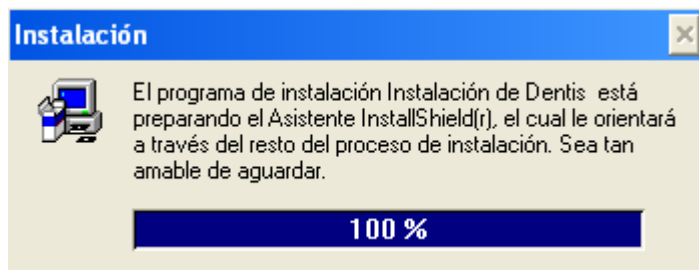 Instalación
El programa de instalación Instalación de Dentis está
preparando el Asistente InstallShield(r), el cual le orientará
a través del resto del proceso de instalación. Sea tan
amable de aguardar.
100 %